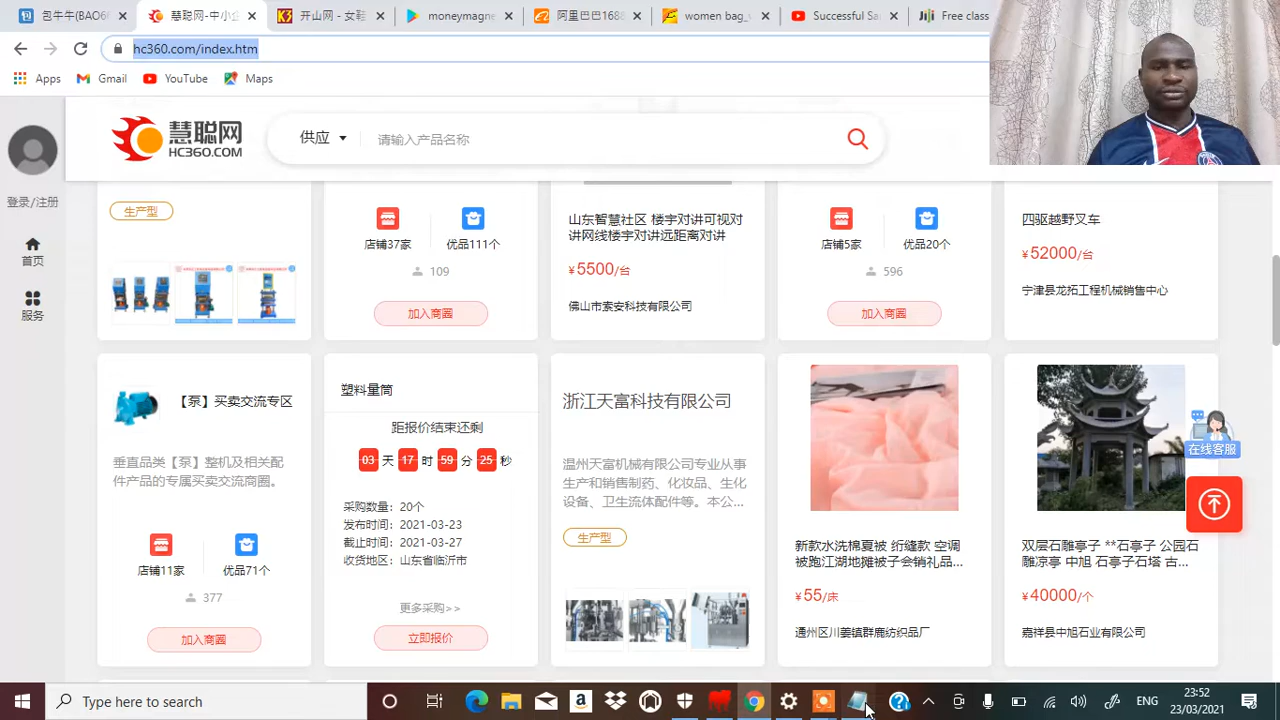 包牛牛(BAO66
慧聪网-中小企
开山网 - 女鞋
moneymagne
阿里巴巴1688
women bag_v
Successful Sa
Jiji Free class
hc360.com/index.htm
Apps
Gmail
YouTube
Maps
慧聪网
HC360.COM
供应
请输入产品名称
登录/注册
首页
服务
生产型
店铺37家
优品111个
109
加入商圈
山东智慧社区 楼宇对讲可视对
讲网线楼宇对讲远距离对讲
¥5500/台
佛山市索安科技有限公司
店铺5家
优品20个
596
加入商圈
四驱越野叉车
¥52000/台
宁津县龙拓工程机械销售中心
【泵】买卖交流专区
垂直品类【泵】整机及相关配
件产品的专属买卖交流商圈。
店铺11家
优品71个
377
加入商圈
塑料量筒
距报价结束还剩
03 天 17 时 59 分 25 秒
采购数量: 20个
发布时间: 2021-03-23
截止时间: 2021-03-27
收货地区: 山东省临沂市
更多采购>>
立即报价
浙江天富科技有限公司
温州天富机械有限公司专业从事
生产和销售制药、化妆品、生化
设备、卫生流体配件等。本公...
生产型
新款水洗棉夏被 绗缝款 空调
被跑江湖地摊被子会销礼品...
¥55/床
通州区川姜镇群鹿纺织品厂
双层石雕亭子 **石亭子 公园石
雕凉亭 中旭 石亭子石塔 古...
¥40000/个
嘉祥县中旭石业有限公司
在线客服
Type here to search
ENG
23:52
23/03/2021